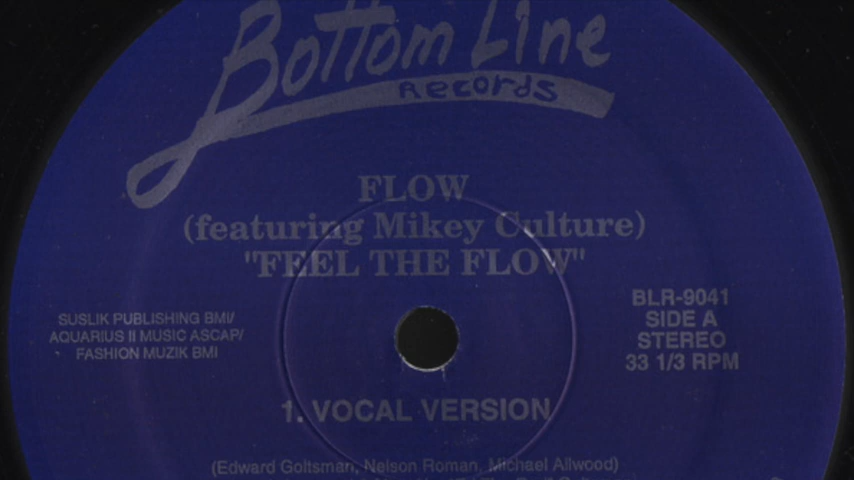 Bottom Line
Records
FLOW
(featuring Mikey Culture)
"FEEL THE FLOW"
SUSLIK PUBLISHING BMI/
AQUARIUS II MUSIC ASCAP/
FASHION MUZIK BMI
BLR-9041
SIDE A
STEREO
33 1/3 RPM
1. VOCAL VERSION
(Edward Goltsman, Nelson Roman, Michael Allwood)